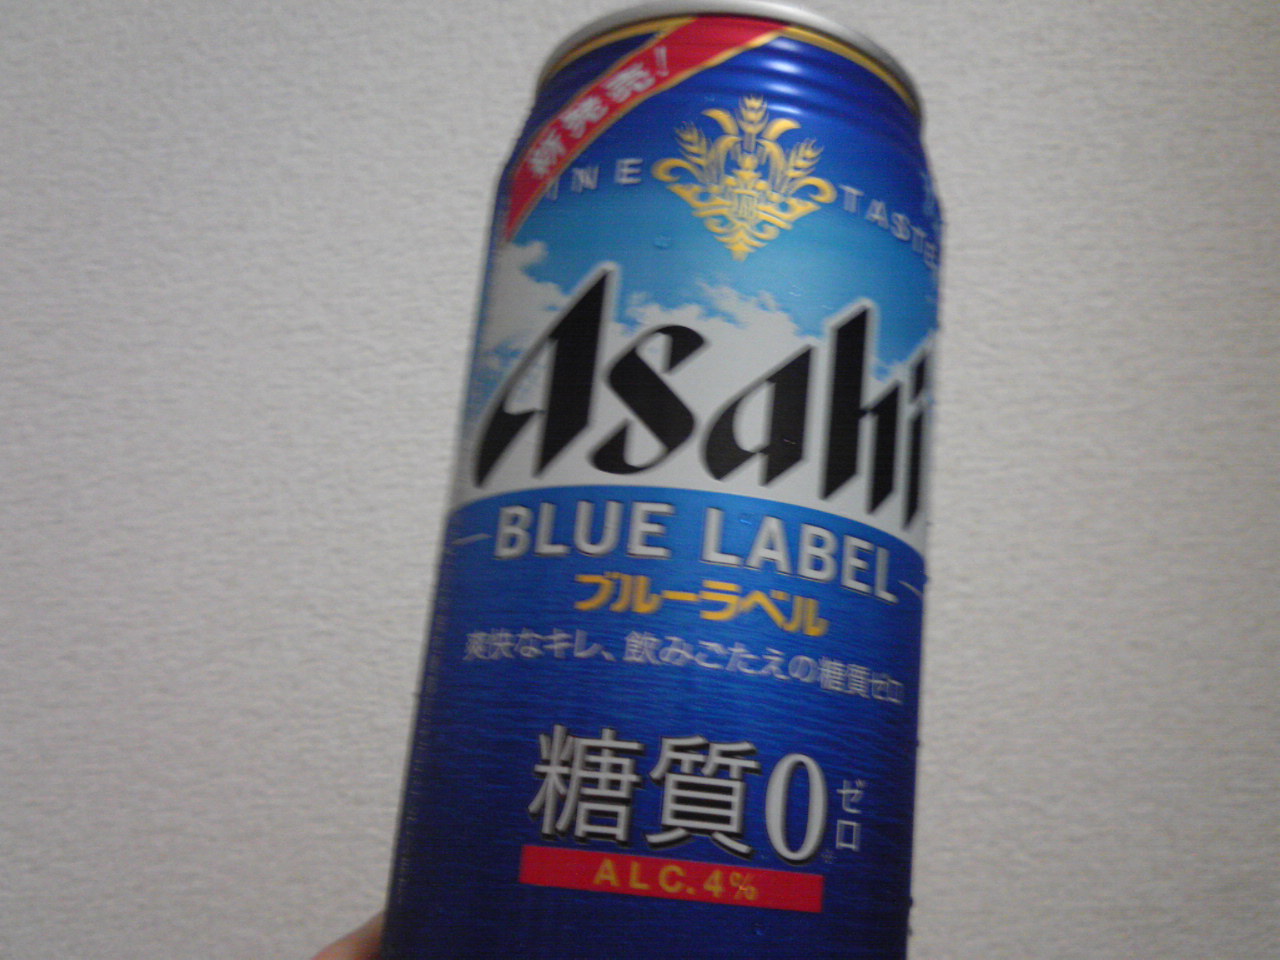 新発売!
INE TASTE
Asahi
BLUE LABEL
ブルーラベル
爽快なキレ、飲みごたえの糖質ゼロ
糖質0ゼロ
ALC.4%